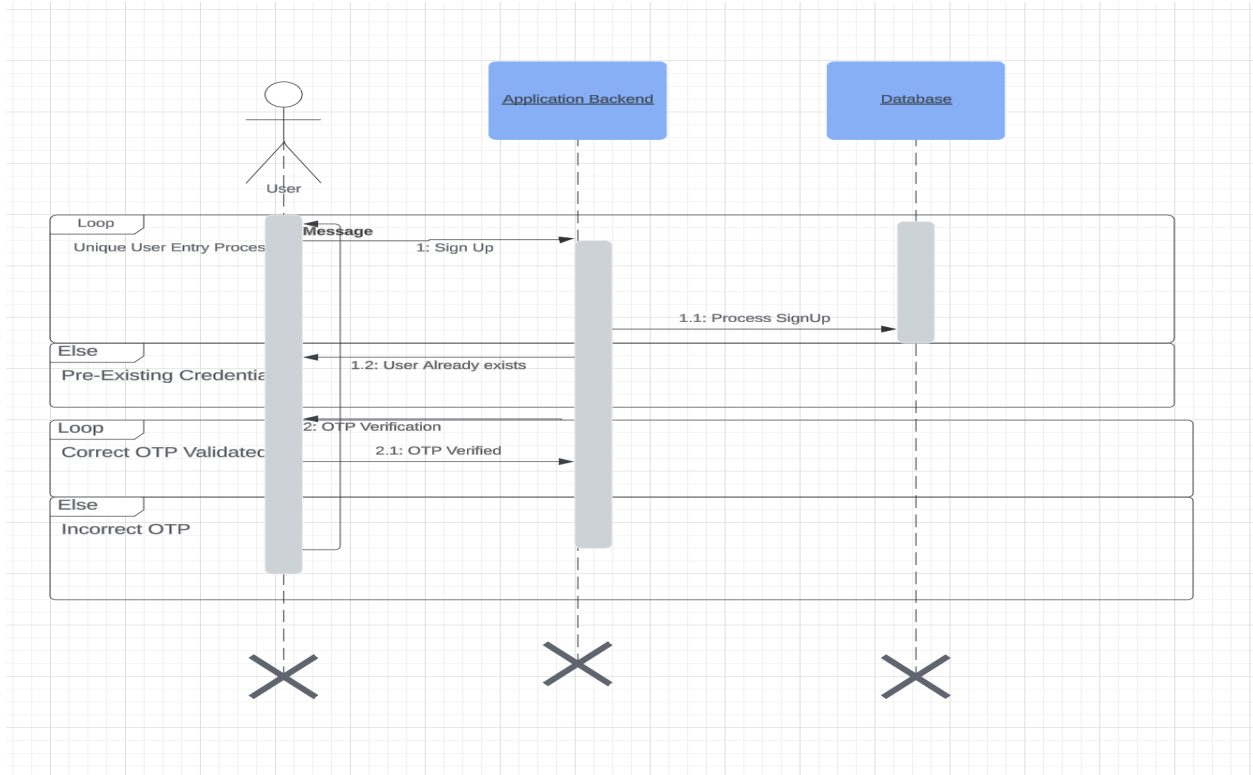 Application Backend
Database
User
Loop
Message
Unique User Entry Proces
1: Sign Up
1.1: Process SignUp
Else
1.2: User Already exists
Pre-Existing Credentia
Loop
2: OTP Verification
Correct OTP Validated
2.1: OTP Verified
Else
Incorrect OTP